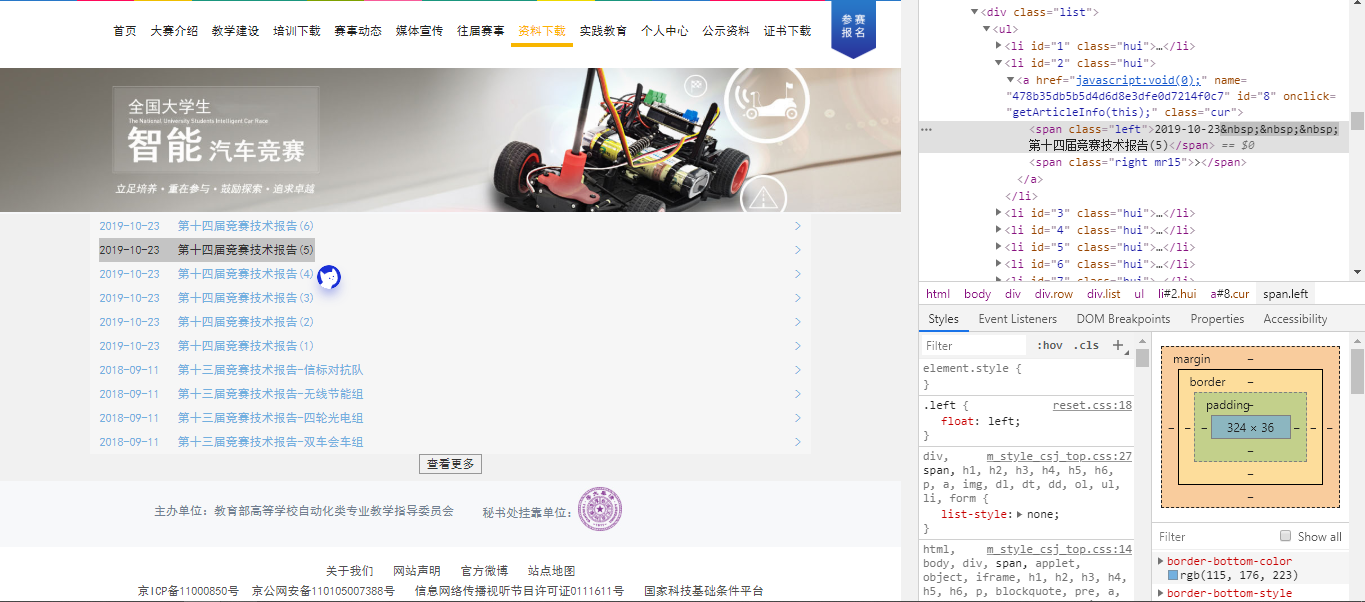 首页 大赛介绍 教学建设 培训下载 赛事动态 媒体宣传 往届赛事 资料下载 实践教育 个人中心 公示资料 证书下载
参 赛
报 名
全国大学生
The National University Students Intelligent Car Race
智能 汽车竞赛
立足培养 • 重在参与 • 鼓励探索 • 追求卓越
2019-10-23 第十四届竞赛技术报告(6) >
2019-10-23 第十四届竞赛技术报告(5) >
2019-10-23 第十四届竞赛技术报告(4) >
2019-10-23 第十四届竞赛技术报告(3) >
2019-10-23 第十四届竞赛技术报告(2) >
2019-10-23 第十四届竞赛技术报告(1) >
2018-09-11 第十三届竞赛技术报告-信标对抗队 >
2018-09-11 第十三届竞赛技术报告-无线节能组 >
2018-09-11 第十三届竞赛技术报告-四轮光电组 >
2018-09-11 第十三届竞赛技术报告-双车会车组 >
查看更多
主办单位：教育部高等学校自动化类专业教学指导委员会 秘书处挂靠单位：
关于我们 网站声明 官方微博 站点地图
京ICP备11000850号 京公网安备110105007388号 信息网络传播视听节目许可证0111611号 国家科技基础条件平台
▼<div class="list">
▼<ul>
▶<li id="1" class="hui">…</li>
▼<li id="2" class="hui">
▼<a href="javascript:void(0);" name=
"478b35db5b5d4d6d8e3dfe0d7214f0c7" id="8" onclick=
"getArticleInfo(this);" class="cur">
<span class="left">2019-10-23&nbsp;&nbsp;&nbsp;
第十四届竞赛技术报告(5)</span> == $0
<span class="right mr15">></span>
</a>
</li>
▶<li id="3" class="hui">…</li>
▶<li id="4" class="hui">…</li>
▶<li id="5" class="hui">…</li>
▶<li id="6" class="hui">…</li>
html body div div.row div.list ul li#2.hui a#8.cur span.left
Styles Event Listeners DOM Breakpoints Properties Accessibility
Filter :hov .cls +
element.style {
}
.left { reset.css:18
float: left;
}
div, m_style_csj_top.css:27
span, h1, h2, h3, h4, h5, h6,
p, a, img, dl, dt, dd, ol, ul,
li, form {
list-style:▶ none;
}
html, m_style_csj_top.css:14
body, div, span, applet,
object, iframe, h1, h2, h3, h4,
h5, h6, p, blockquote, pre, a,
margin –
border –
padding –
– – – 324 × 36 – – –
–
–
–
Filter Show all
▶border-bottom-color
rgb(115, 176, 223)
▶border-bottom-style